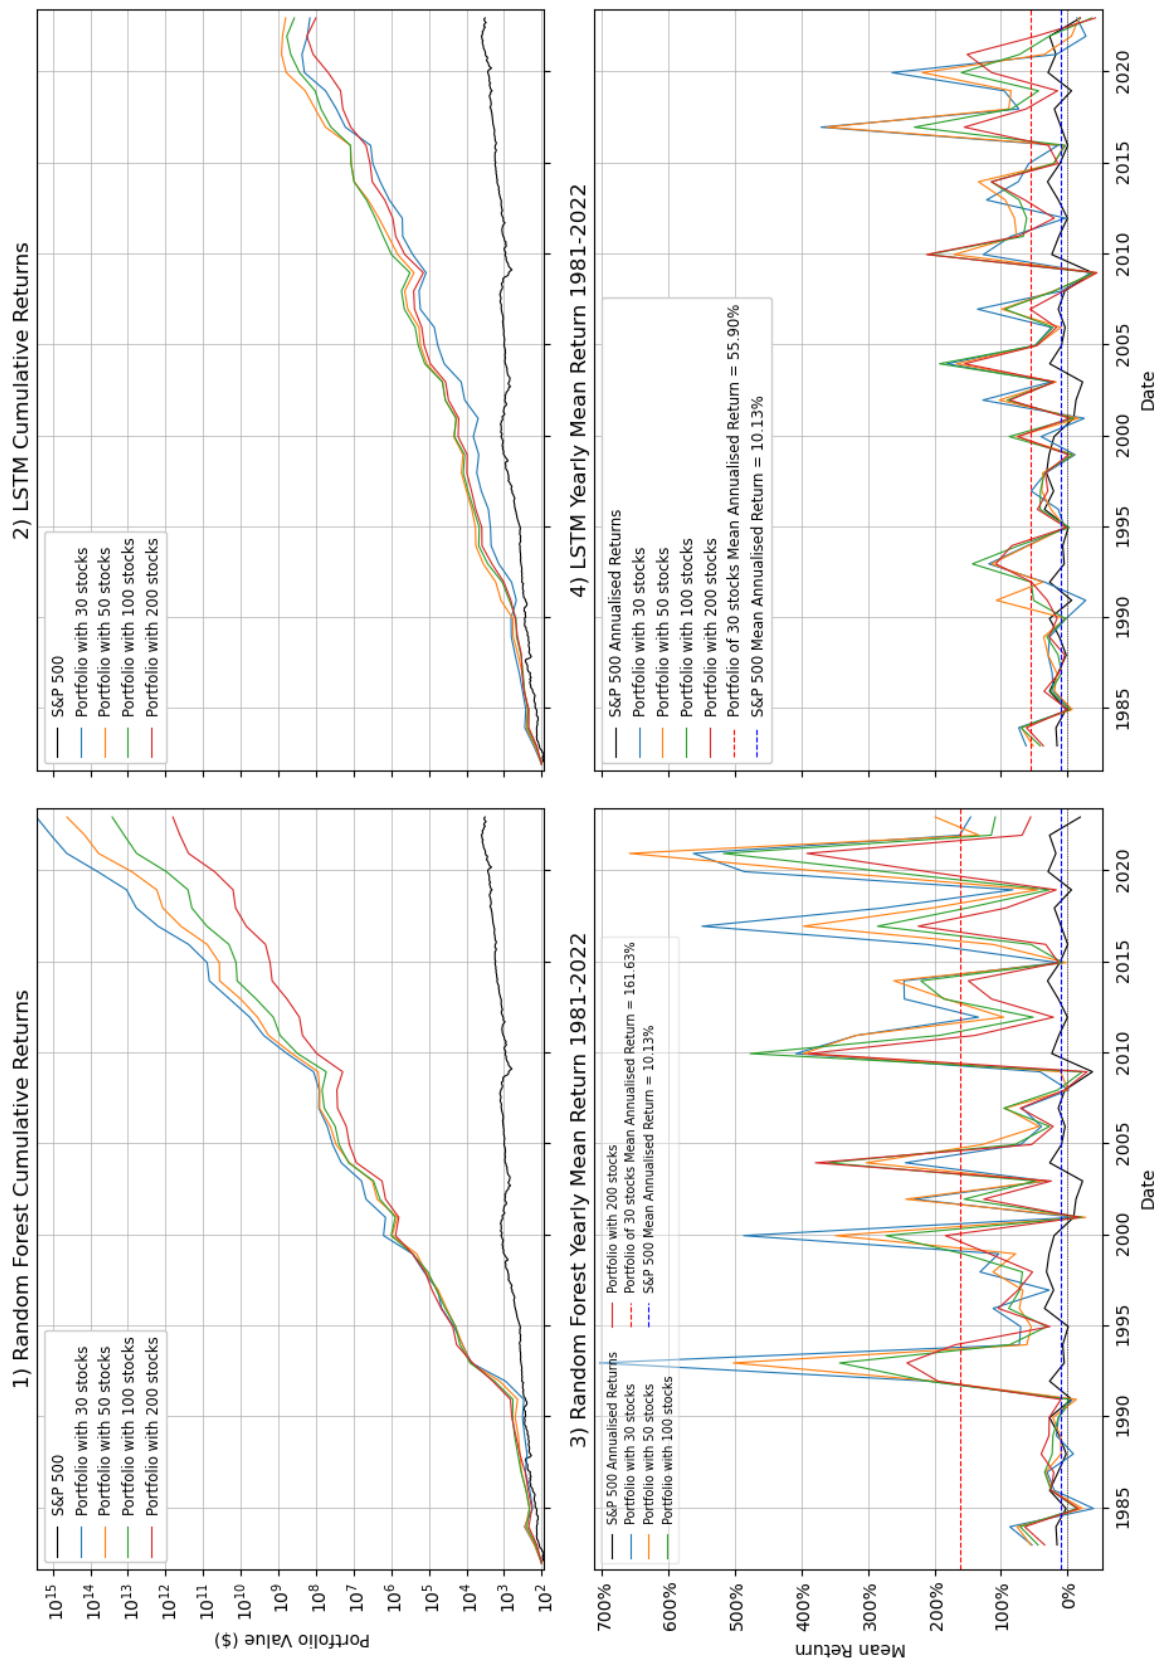 1) Random Forest Cumulative Returns
Portfolio Value ($)
10^15
10^14
10^13
10^12
10^11
10^10
10^9
10^8
10^7
10^6
10^5
10^4
10^3
10^2
S&P 500
Portfolio with 30 stocks
Portfolio with 50 stocks
Portfolio with 100 stocks
Portfolio with 200 stocks
2) LSTM Cumulative Returns
S&P 500
Portfolio with 30 stocks
Portfolio with 50 stocks
Portfolio with 100 stocks
Portfolio with 200 stocks
3) Random Forest Yearly Mean Return 1981-2022
Mean Return
700%
600%
500%
400%
300%
200%
100%
0%
S&P 500 Annualised Returns
Portfolio with 30 stocks
Portfolio with 50 stocks
Portfolio with 100 stocks
Portfolio with 200 stocks
Portfolio of 30 stocks Mean Annualised Return = 161.63%
S&P 500 Mean Annualised Return = 10.13%
1985 1990 1995 2000 2005 2010 2015 2020
Date
4) LSTM Yearly Mean Return 1981-2022
S&P 500 Annualised Returns
Portfolio with 30 stocks
Portfolio with 50 stocks
Portfolio with 100 stocks
Portfolio with 200 stocks
Portfolio of 30 stocks Mean Annualised Return = 55.90%
S&P 500 Mean Annualised Return = 10.13%
1985 1990 1995 2000 2005 2010 2015 2020
Date